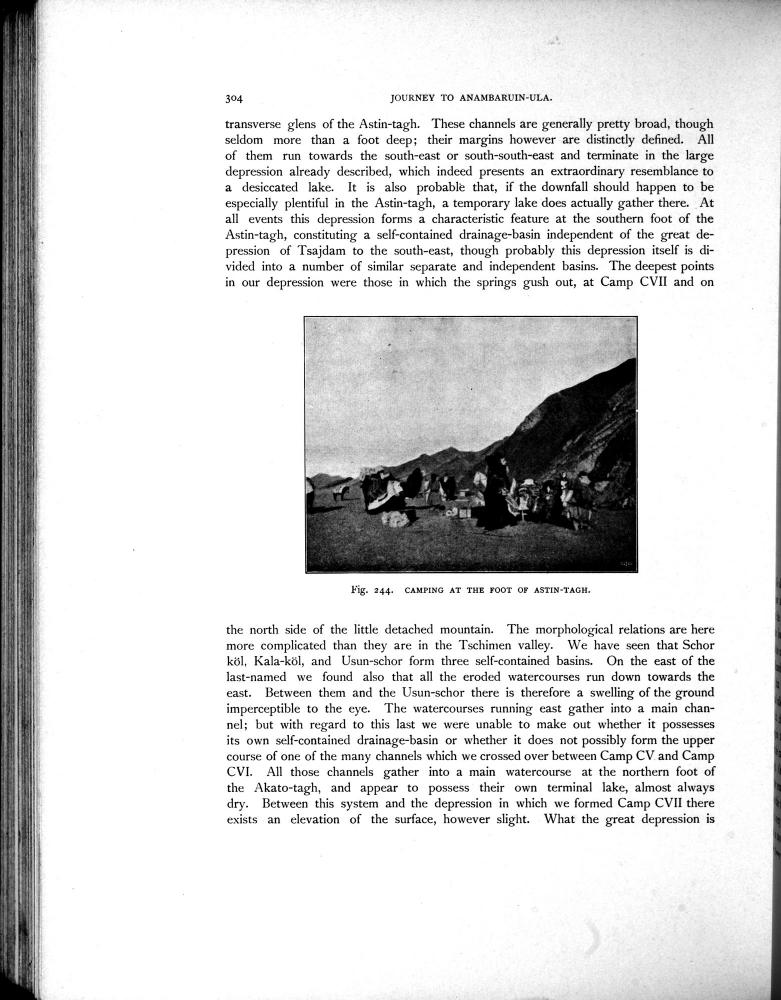 304
JOURNEY TO ANAMBARUIN-ULA.
transverse glens of the Astin-tagh. These channels are generally pretty broad, though
seldom more than a foot deep; their margins however are distinctly defined. All
of them run towards the south-east or south-south-east and terminate in the large
depression already described, which indeed presents an extraordinary resemblance to
a desiccated lake. It is also probable that, if the downfall should happen to be
especially plentiful in the Astin-tagh, a temporary lake does actually gather there. At
all events this depression forms a characteristic feature at the southern foot of the
Astin-tagh, constituting a self-contained drainage-basin independent of the great de-
pression of Tsajdam to the south-east, though probably this depression itself is di-
vided into a number of similar separate and independent basins. The deepest points
in our depression were those in which the springs gush out, at Camp CVII and on
Fig. 244. CAMPING AT THE FOOT OF ASTIN-TAGH.
the north side of the little detached mountain. The morphological relations are here
more complicated than they are in the Tschimen valley. We have seen that Schor
köl, Kala-köl, and Usun-schor form three self-contained basins. On the east of the
last-named we found also that all the eroded watercourses run down towards the
east. Between them and the Usun-schor there is therefore a swelling of the ground
imperceptible to the eye. The watercourses running east gather into a main chan-
nel; but with regard to this last we were unable to make out whether it possesses
its own self-contained drainage-basin or whether it does not possibly form the upper
course of one of the many channels which we crossed over between Camp CV and Camp
CVI. All those channels gather into a main watercourse at the northern foot of
the Akato-tagh, and appear to possess their own terminal lake, almost always
dry. Between this system and the depression in which we formed Camp CVII there
exists an elevation of the surface, however slight. What the great depression is